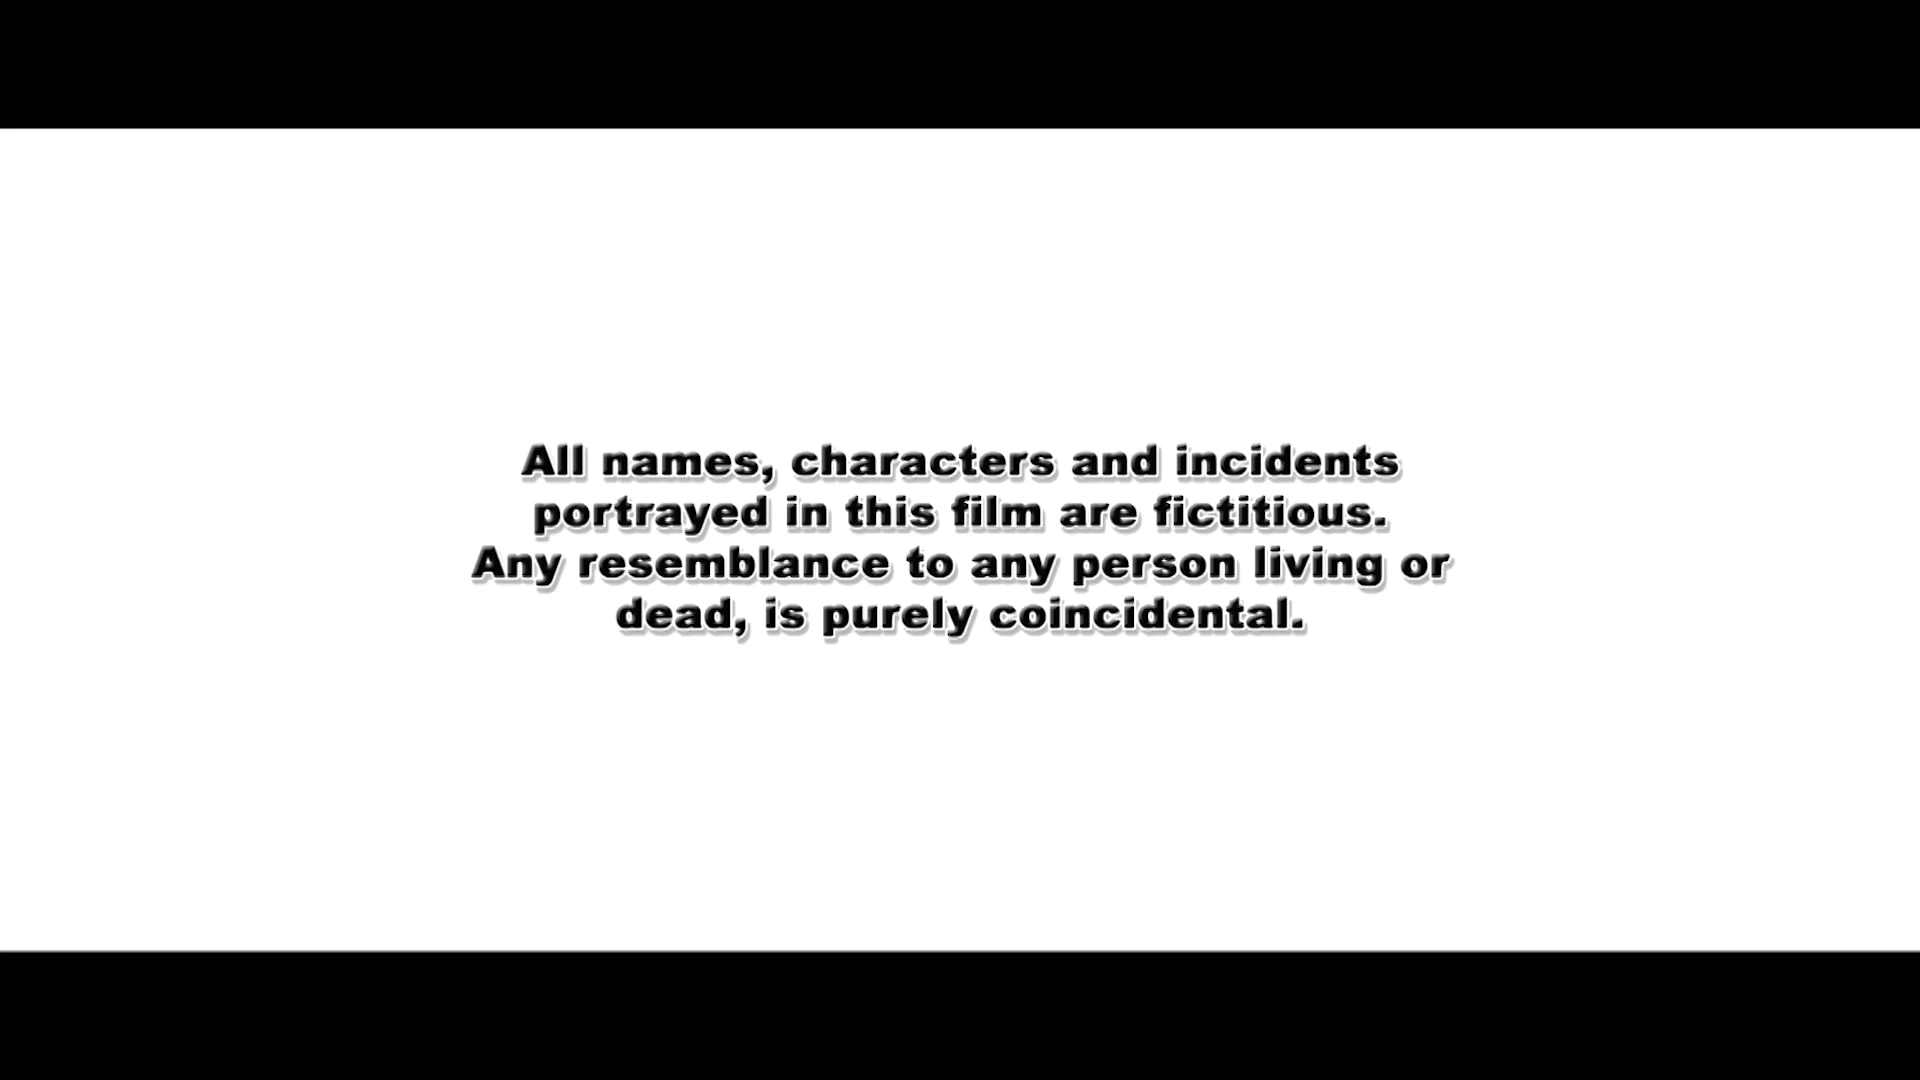 All names, characters and incidents
portrayed in this film are fictitious.
Any resemblance to any person living or
dead, is purely coincidental.